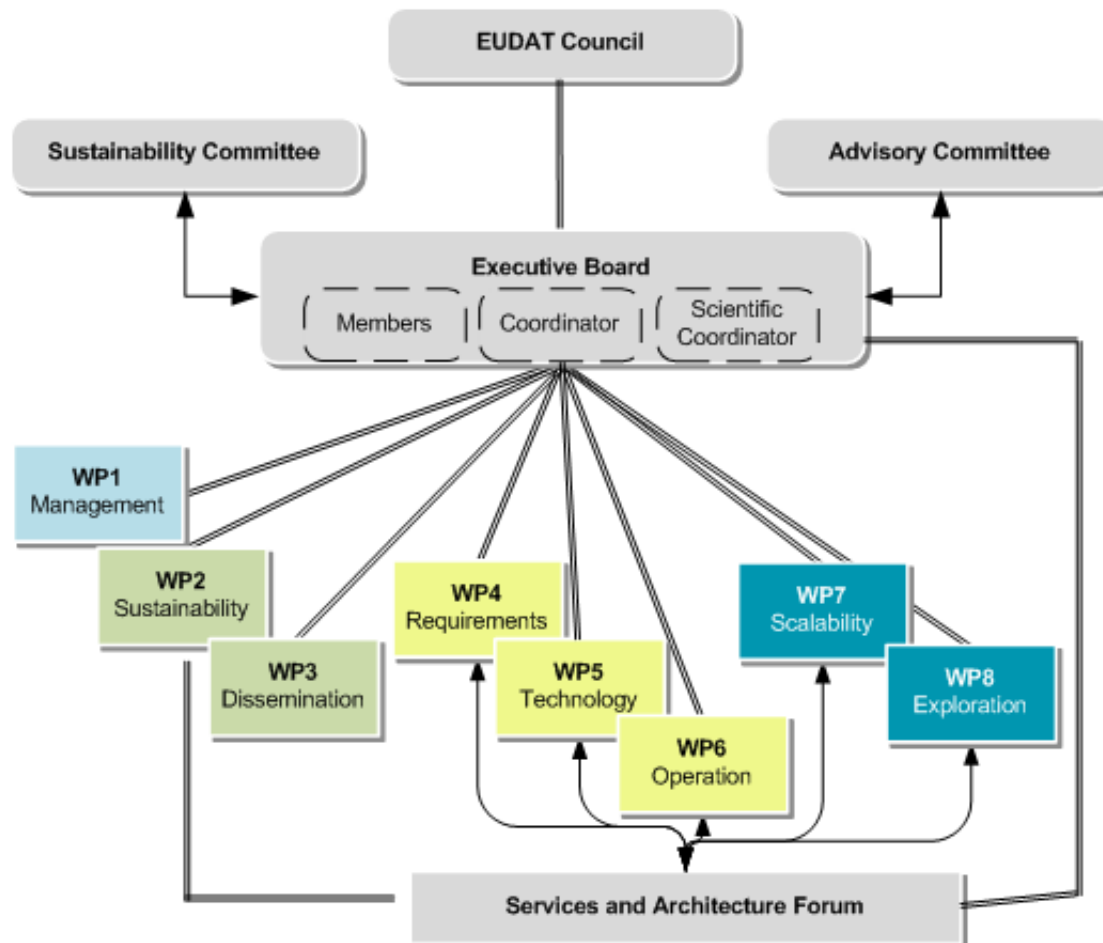 EUDAT Council
Sustainability Committee
Advisory Committee
Executive Board
Members
Coordinator
Scientific
Coordinator
WP1
Management
WP2
Sustainability
WP3
Dissemination
WP4
Requirements
WP5
Technology
WP6
Operation
WP7
Scalability
WP8
Exploration
Services and Architecture Forum